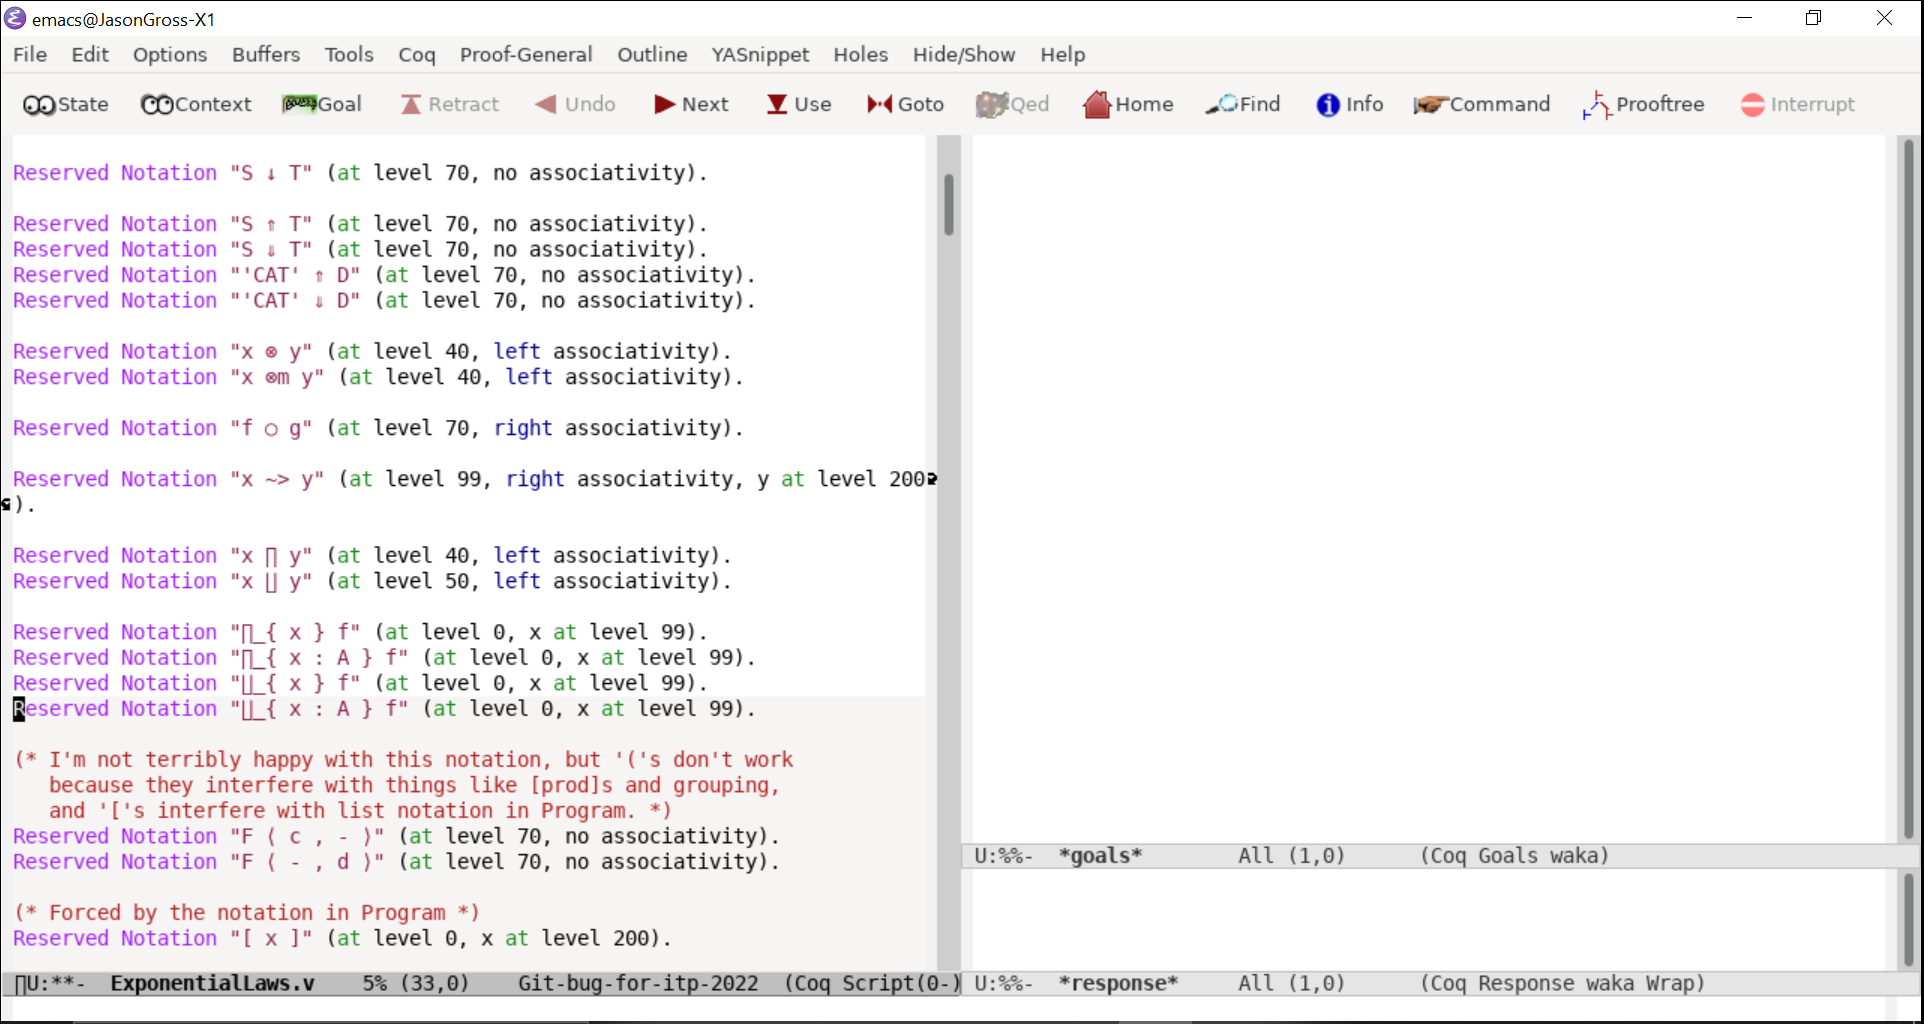 emacs@JasonGross-X1
File Edit Options Buffers Tools Coq Proof-General Outline YASnippet Holes Hide/Show Help
State Context Goal Retract Undo Next Use Goto Qed Home Find Info Command Prooftree Interrupt
Reserved Notation "S ↓ T" (at level 70, no associativity).
Reserved Notation "S ⇑ T" (at level 70, no associativity).
Reserved Notation "S ⇓ T" (at level 70, no associativity).
Reserved Notation "'CAT' ⇑ D" (at level 70, no associativity).
Reserved Notation "'CAT' ⇓ D" (at level 70, no associativity).
Reserved Notation "x ⊗ y" (at level 40, left associativity).
Reserved Notation "x ⊗m y" (at level 40, left associativity).
Reserved Notation "f ○ g" (at level 70, right associativity).
Reserved Notation "x ~> y" (at level 99, right associativity, y at level 200
).
Reserved Notation "x ∏ y" (at level 40, left associativity).
Reserved Notation "x ∐ y" (at level 50, left associativity).
Reserved Notation "∏_{ x } f" (at level 0, x at level 99).
Reserved Notation "∏_{ x : A } f" (at level 0, x at level 99).
Reserved Notation "∐_{ x } f" (at level 0, x at level 99).
Reserved Notation "∐_{ x : A } f" (at level 0, x at level 99).
(* I'm not terribly happy with this notation, but '('s don't work
because they interfere with things like [prod]s and grouping,
and '['s interfere with list notation in Program. *)
Reserved Notation "F ⟨ c , - ⟩" (at level 70, no associativity).
Reserved Notation "F ⟨ - , d ⟩" (at level 70, no associativity).
(* Forced by the notation in Program *)
Reserved Notation "[ x ]" (at level 0, x at level 200).
∏U:**- ExponentialLaws.v 5% (33,0) Git-bug-for-itp-2022 (Coq Script(0-)
U:%%- *goals* All (1,0) (Coq Goals waka)
U:%%- *response* All (1,0) (Coq Response waka Wrap)